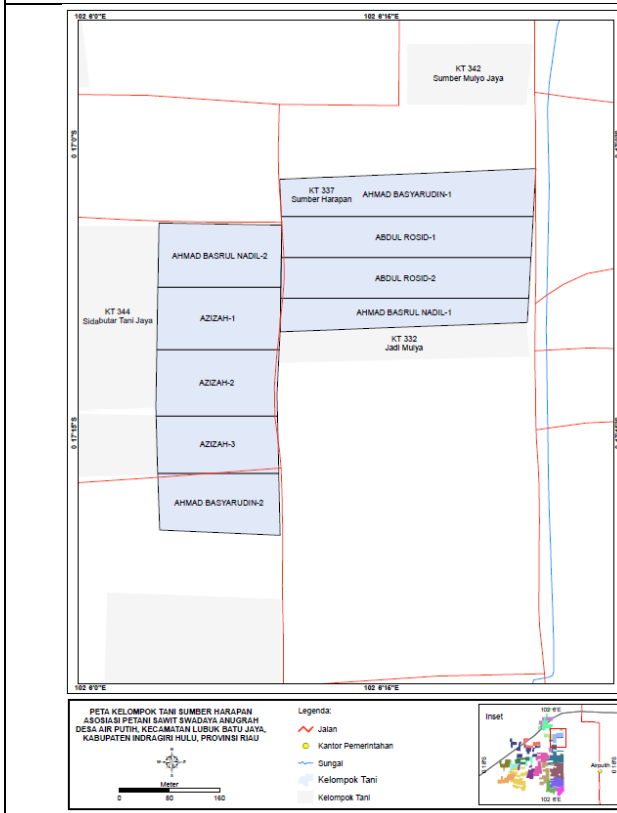 102 6'0"E 102 6'15"E
KT 342
Sumber Mulyo Jaya
0 17'0"S
KT 337
Sumber Harapan
AHMAD BASYARUDIN-1
ABDUL ROSID-1
AHMAD BASRUL NADIL-2
ABDUL ROSID-2
AHMAD BASRUL NADIL-1
KT 344
Sidabutar Tani Jaya
AZIZAH-1
KT 332
Jadi Mulya
AZIZAH-2
0 17'15"S
AZIZAH-3
AHMAD BASYARUDIN-2
102 6'0"E 102 6'15"E
PETA KELOMPOK TANI SUMBER HARAPAN
ASOSIASI PETANI SAWIT SWADAYA ANUGRAH
DESA AIR PUTIH, KECAMATAN LUBUK BATU JAYA,
KABUPATEN INDRAGIRI HULU, PROVINSI RIAU
Meter
0 80 160
Legenda:
Jalan
Kantor Pemerintahan
Sungai
Kelompok Tani
Kelompok Tani
Inset
102 6'E
0 18'S 0 18'S
Airputih
102 6'E